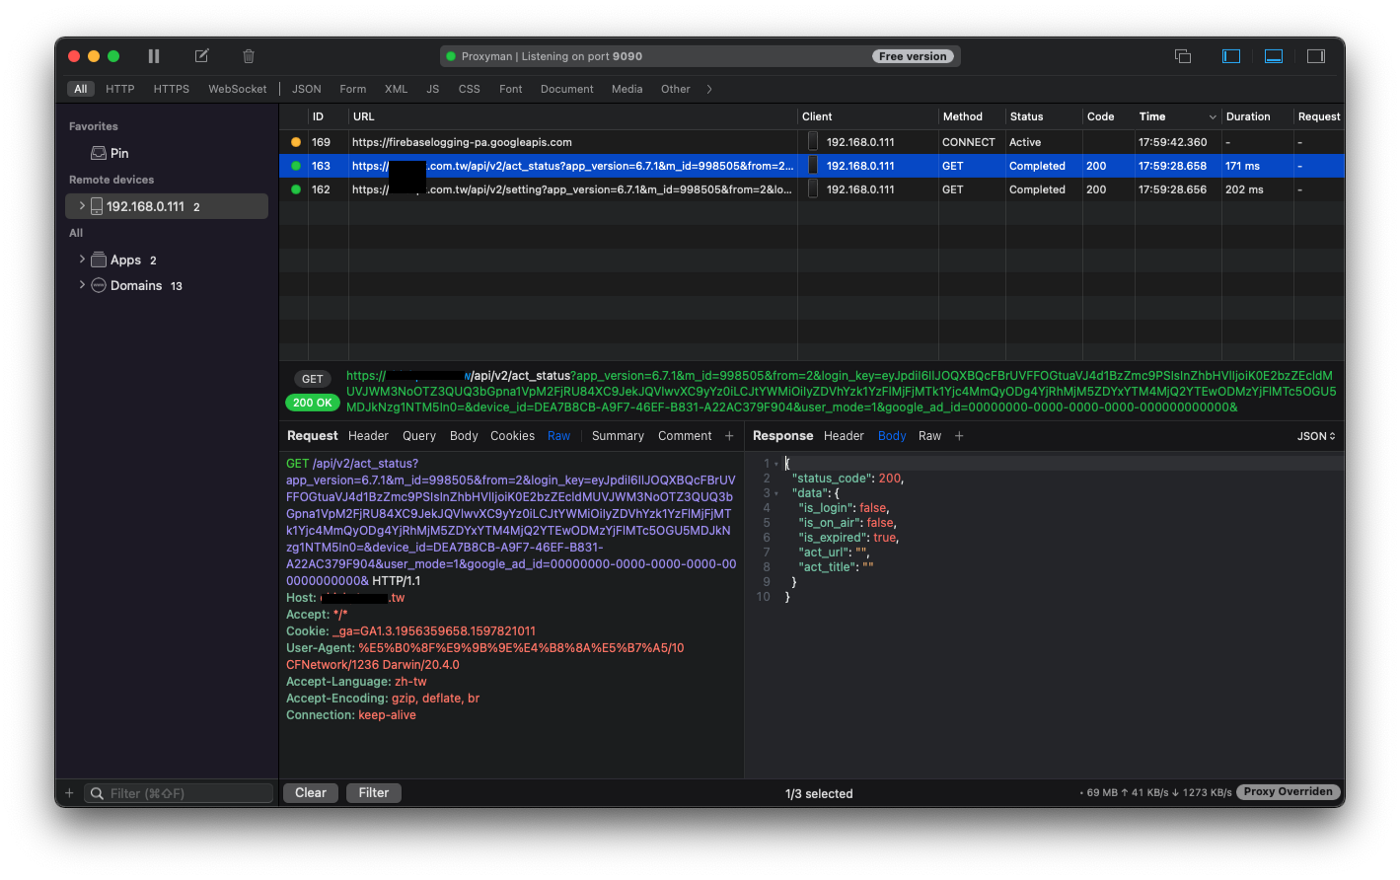 Proxyman | Listening on port 9090
Free version
All HTTP HTTPS WebSocket JSON Form XML JS CSS Font Document Media Other
Favorites
Pin
Remote devices
192.168.0.111 2
All
Apps 2
Domains 13
ID URL Client Method Status Code Time Duration Request
169 https://firebaselogging-pa.googleapis.com 192.168.0.111 CONNECT Active 17:59:42.360 - -
163 https:// .com.tw/api/v2/act_status?app_version=6.7.1&m_id=998505&from=2... 192.168.0.111 GET Completed 200 17:59:28.658 171 ms -
162 https:// .com.tw/api/v2/setting?app_version=6.7.1&m_id=998505&from=2&lo... 192.168.0.111 GET Completed 200 17:59:28.656 202 ms -
GET
200 OK
https:// /api/v2/act_status?app_version=6.7.1&m_id=998505&from=2&login_key=eyJpdiI6IlJOQXBQcFBrUVFFOGtuaVJ4d1BzZmc9PSIsInZhbHVlIjoiK0E2bzZEcldM
UVJWM3NoOTZ3QUQ3bGpna1VpM2FjRU84XC9JekJQVlwvXC9yYz0iLCJtYWMiOiIyZDVhYzk1YzFlMjFjMTk1Yjc4MmQyODg4YjRhMjM5ZDYxYTM4MjQ2YTEwODMzYjFlMTc5OGU5
MDJkNzg1NTM5In0=&device_id=DEA7B8CB-A9F7-46EF-B831-A22AC379F904&user_mode=1&google_ad_id=00000000-0000-0000-0000-000000000000&
Request Header Query Body Cookies Raw Summary Comment +
GET /api/v2/act_status?
app_version=6.7.1&m_id=998505&from=2&login_key=eyJpdiI6IlJOQXBQcFBrUV
FFOGtuaVJ4d1BzZmc9PSIsInZhbHVlIjoiK0E2bzZEcldMUVJWM3NoOTZ3QUQ3b
Gpna1VpM2FjRU84XC9JekJQVlwvXC9yYz0iLCJtYWMiOiIyZDVhYzk1YzFlMjFjMT
k1Yjc4MmQyODg4YjRhMjM5ZDYxYTM4MjQ2YTEwODMzYjFlMTc5OGU5MDJkN
zg1NTM5In0=&device_id=DEA7B8CB-A9F7-46EF-B831-
A22AC379F904&user_mode=1&google_ad_id=00000000-0000-0000-0000-00
0000000000& HTTP/1.1
Host: .tw
Accept: */*
Cookie: _ga=GA1.3.1956359658.1597821011
User-Agent: %E5%B0%8F%E9%9B%9E%E4%B8%8A%E5%B7%A5/10
CFNetwork/1236 Darwin/20.4.0
Accept-Language: zh-tw
Accept-Encoding: gzip, deflate, br
Connection: keep-alive
Response Header Body Raw + JSON
1 {
2 "status_code": 200,
3 "data": {
4 "is_login": false,
5 "is_on_air": false,
6 "is_expired": true,
7 "act_url": "",
8 "act_title": ""
9 }
10 }
+ Filter (⌘⇧F)
Clear Filter
1/3 selected
• 69 MB ↑ 41 KB/s ↓ 1273 KB/s Proxy Overriden